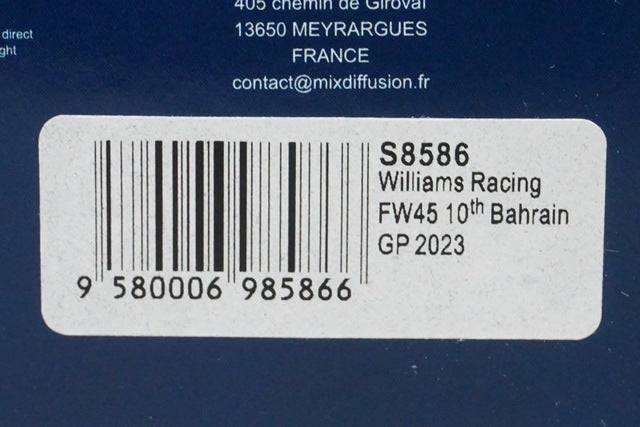 405 chemin de Giroval
13650 MEYRARGUES
FRANCE
contact@mixdiffusion.fr
direct
ght
S8586
Williams Racing
FW45 10th Bahrain
GP 2023
9 580006 985866